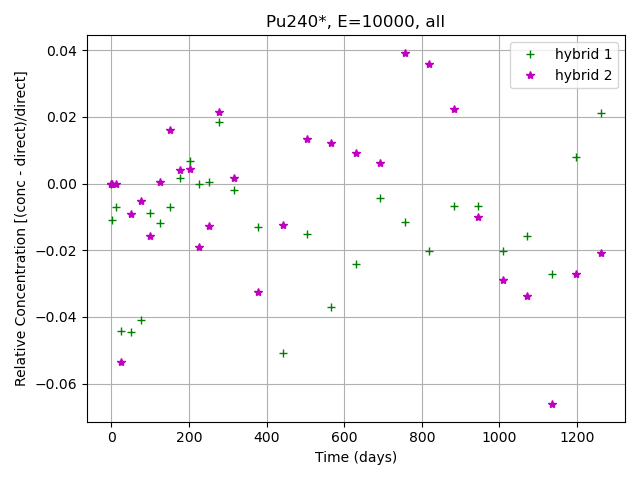 Pu240*, E=10000, all
Relative Concentration [(conc - direct)/direct]
0.04
0.02
0.00
−0.02
−0.04
−0.06
hybrid 1
hybrid 2
0 200 400 600 800 1000 1200
Time (days)